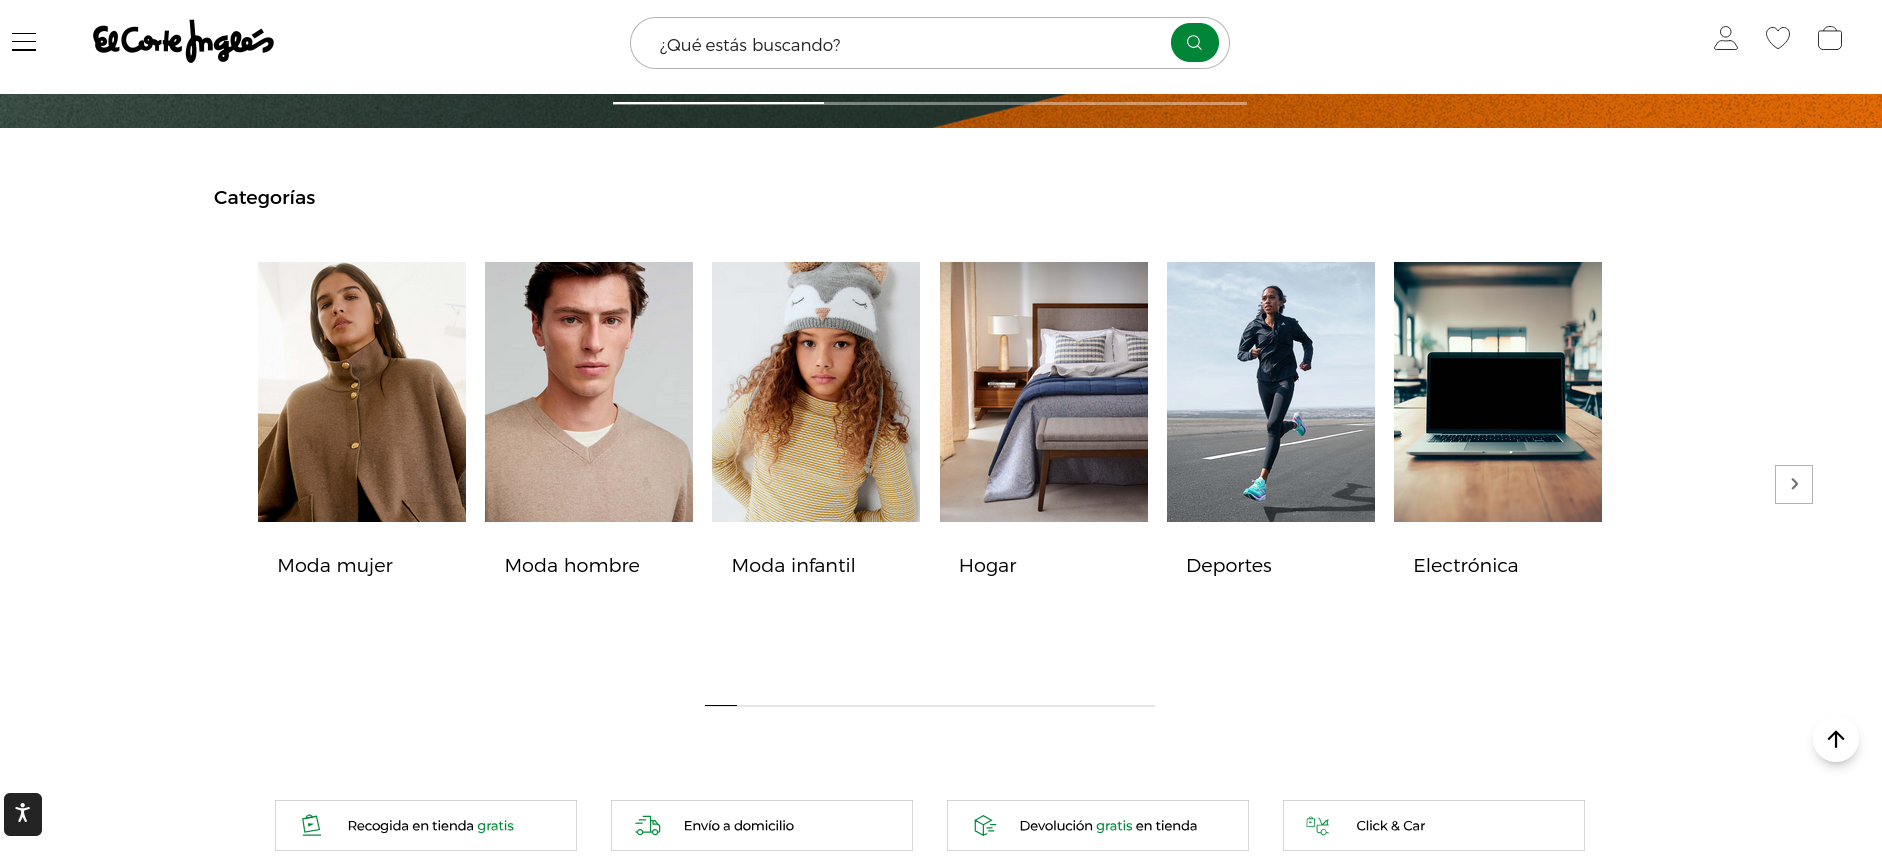 El Corte Inglés
¿Qué estás buscando?
Categorías
Moda mujer
Moda hombre
Moda infantil
Hogar
Deportes
Electrónica
Recogida en tienda gratis
Envío a domicilio
Devolución gratis en tienda
Click & Car